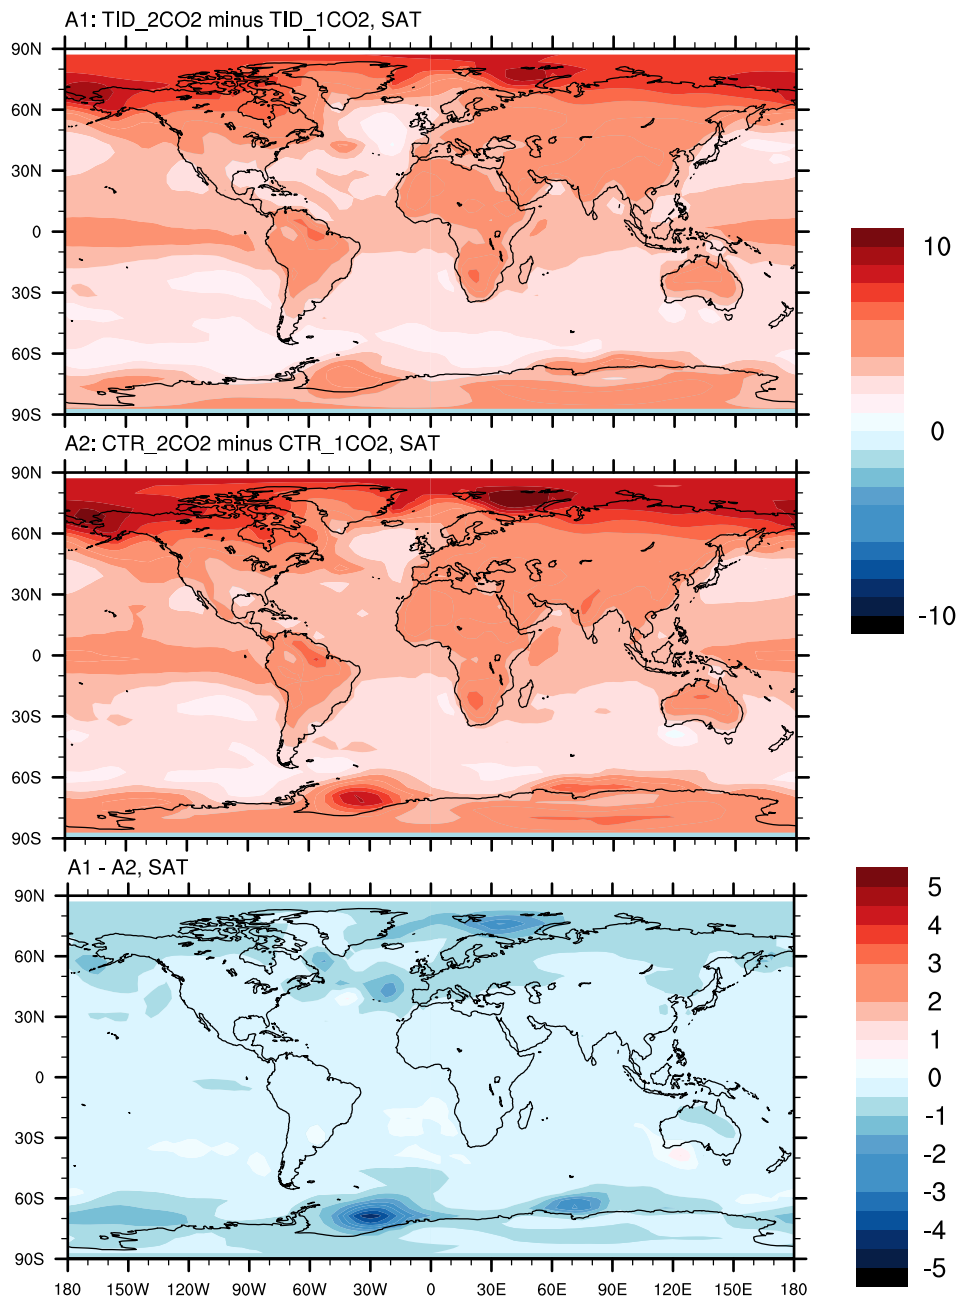 A1: TID_2CO2 minus TID_1CO2, SAT
90N
60N
30N
0
30S
60S
90S
10
0
-10
A2: CTR_2CO2 minus CTR_1CO2, SAT
90N
60N
30N
0
30S
60S
90S
A1 - A2, SAT
90N
60N
30N
0
30S
60S
90S
180 150W 120W 90W 60W 30W 0 30E 60E 90E 120E 150E 180
5
4
3
2
1
0
-1
-2
-3
-4
-5